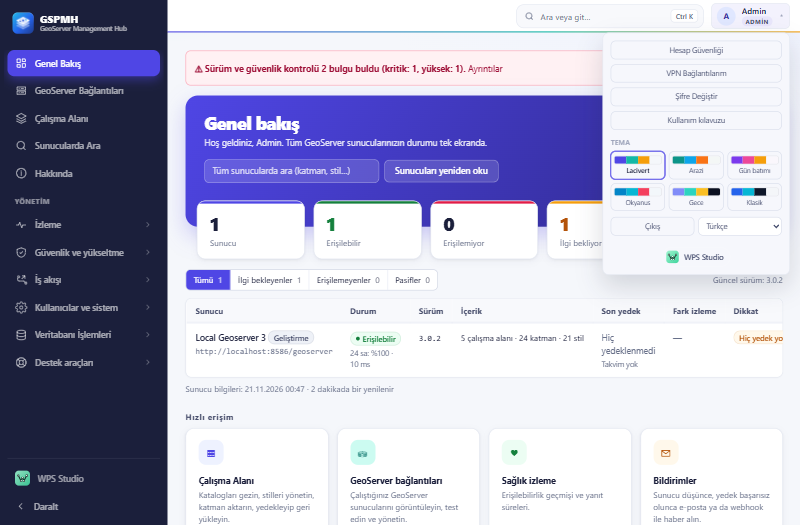 GSPMH
GeoServer Management Hub
Genel Bakış
GeoServer Bağlantıları
Çalışma Alanı
Sunucularda Ara
Hakkında
YÖNETİM
İzleme
Güvenlik ve yükseltme
İş akışı
Kullanıcılar ve sistem
Veritabanı İşlemleri
Destek araçları
WPS Studio
Daralt
Ara veya git...
Ctrl K
A
Admin
ADMİN
Sürüm ve güvenlik kontrolü 2 bulgu buldu (kritik: 1, yüksek: 1). Ayrıntılar
Genel bakış
Hoş geldiniz, Admin. Tüm GeoServer sunucularınızın durumu tek ekranda.
Tüm sunucularda ara (katman, stil...)
Sunucuları yeniden oku
1
Sunucu
1
Erişilebilir
0
Erişilemiyor
1
İlgi bekliyor
Hesap Güvenliği
VPN Bağlantılarım
Şifre Değiştir
Kullanım kılavuzu
TEMA
Lacivert
Arazi
Gün batımı
Okyanus
Gece
Klasik
Çıkış
Türkçe
WPS Studio
Tümü 1
İlgi bekleyenler 1
Erişilemeyenler 0
Pasifler 0
Güncel sürüm: 3.0.2
Sunucu Durum Sürüm İçerik Son yedek Fark izleme Dikkat
Local Geoserver 3 Geliştirme
http://localhost:8586/geoserver
Erişilebilir
24 sa: %100 ·
10 ms
3.0.2
5 çalışma alanı · 24 katman · 21 stil
Hiç
yedeklenmedi
Takvim yok
—
Hiç yedek yo
Sunucu bilgileri: 21.11.2026 00:47 · 2 dakikada bir yenilenir
Hızlı erişim
Çalışma Alanı
Katalogları gezin, stilleri yönetin,
katman aktarın, yedekleyip geri
yükleyin.
GeoServer bağlantıları
Çalıştığınız GeoServer
sunucularını görüntüleyin, test
edin ve yönetin.
Sağlık izleme
Erişilebilirlik geçmişi ve yanıt
süreleri.
Bildirimler
Sunucu düşünce, yedek başarısız
olunca e-posta ya da webhook
ile haber alın.